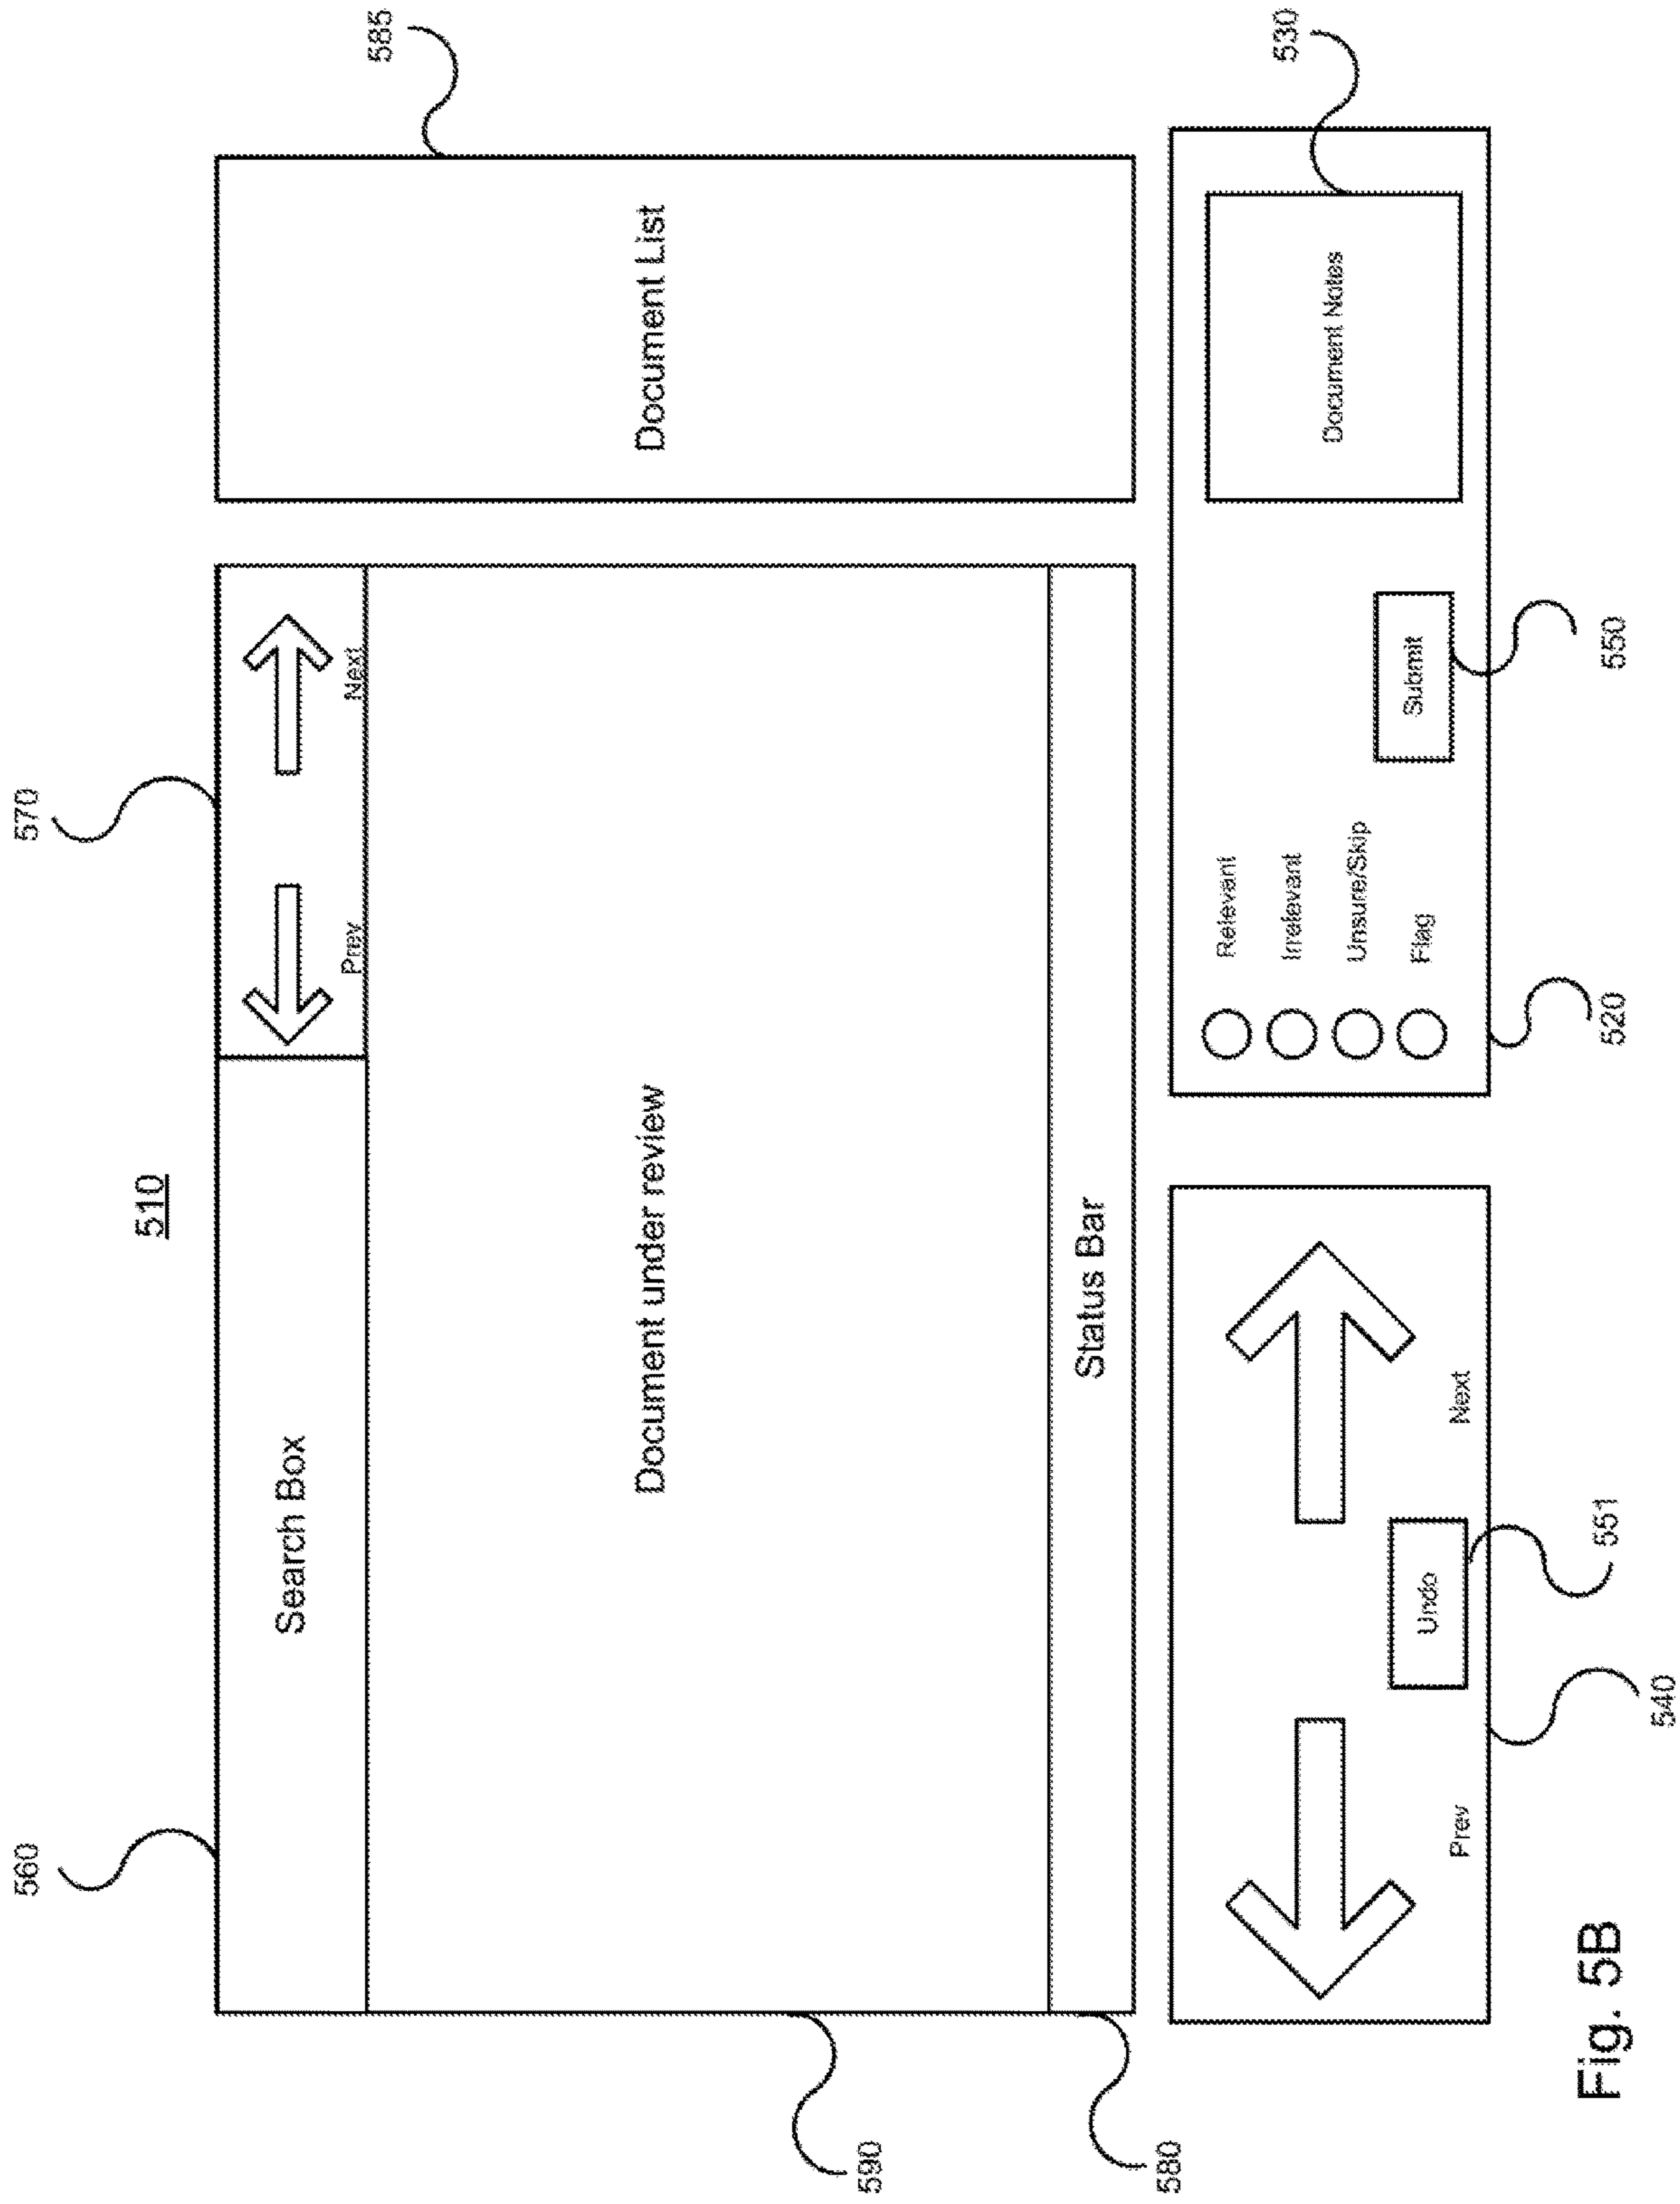 510
560
570
585
Search Box
Prev
Next
Document List
Document under review
590
Status Bar
580
Prev
Undo
Next
540
551
Relevant
Irrelevant
Unsure/Skip
Flag
Submit
Document Notes
530
520
550
Fig. 5B